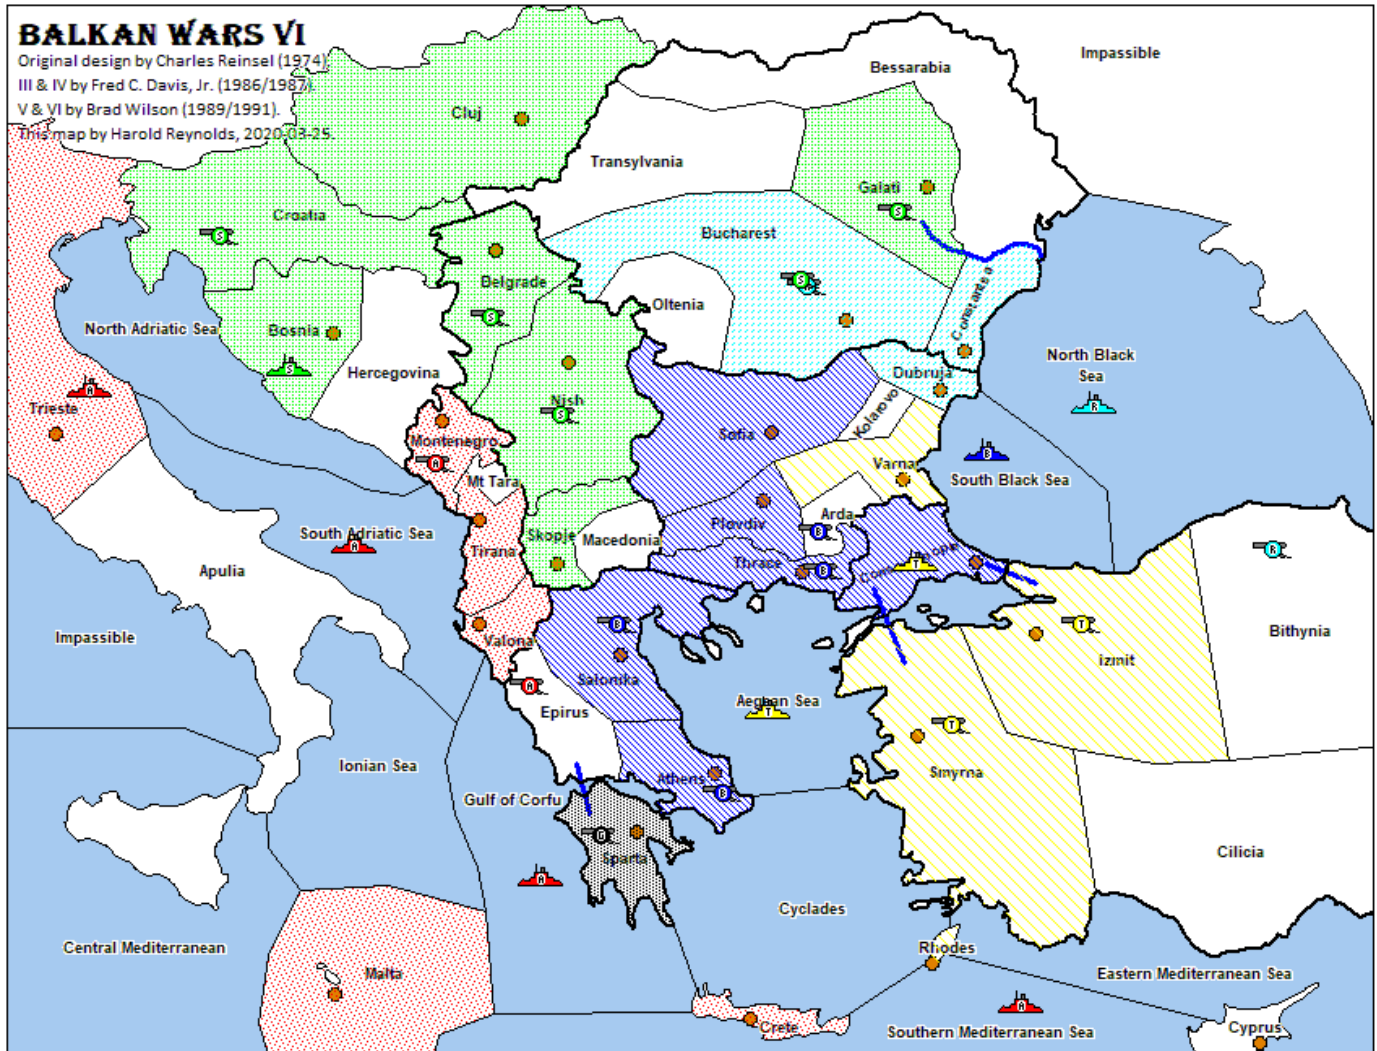 BALKAN WARS VI
Original design by Charles Reinsel (1974)
III & IV by Fred C. Davis, Jr. (1986/1987).
V & VI by Brad Wilson (1989/1991).
This map by Harold Reynolds, 2020-03-25.
Impassible
Bessarabia
Cluj
Transylvania
Galati
S
Croatia
S
Bucharest
S
Belgrade
S
Constantsa
Oltenia
North Adriatic Sea
Bosnia
S
Hercegovina
North Black
Sea
R
Dubruja
Kolarovo
A
Trieste
Nish
S
Montenegro
A
Sofia
B
South Black Sea
Varna
Mt Tara
Arda
B
Plovdiv
South Adriatic Sea
A
Skopje
Macedonia
Tirana
Thrace
B
T
R
Apulia
Impassible
Valona
B
T
Izmit
Bithynia
Salonika
A
Epirus
Aegean Sea
T
T
Smyrna
Ionian Sea
Athens
B
Gulf of Corfu
G
Sparta
Cilicia
A
Cyclades
Central Mediterranean
Malta
Rhodes
Eastern Mediterranean Sea
A
Crete
Southern Mediterranean Sea
Cyprus